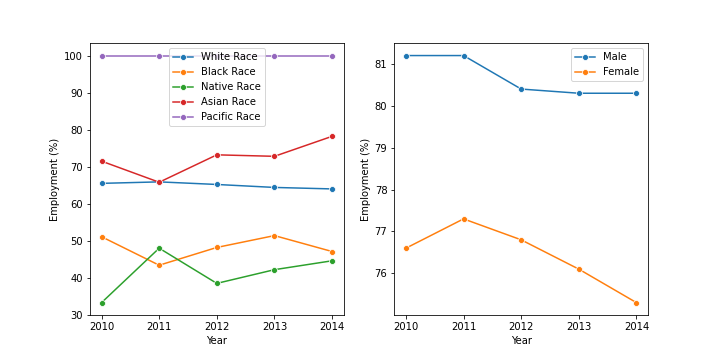 100
90
80
70
60
50
40
30
Employment (%)
White Race
Black Race
Native Race
Asian Race
Pacific Race
2010 2011 2012 2013 2014
Year
81
80
79
78
77
76
Employment (%)
Male
Female
2010 2011 2012 2013 2014
Year